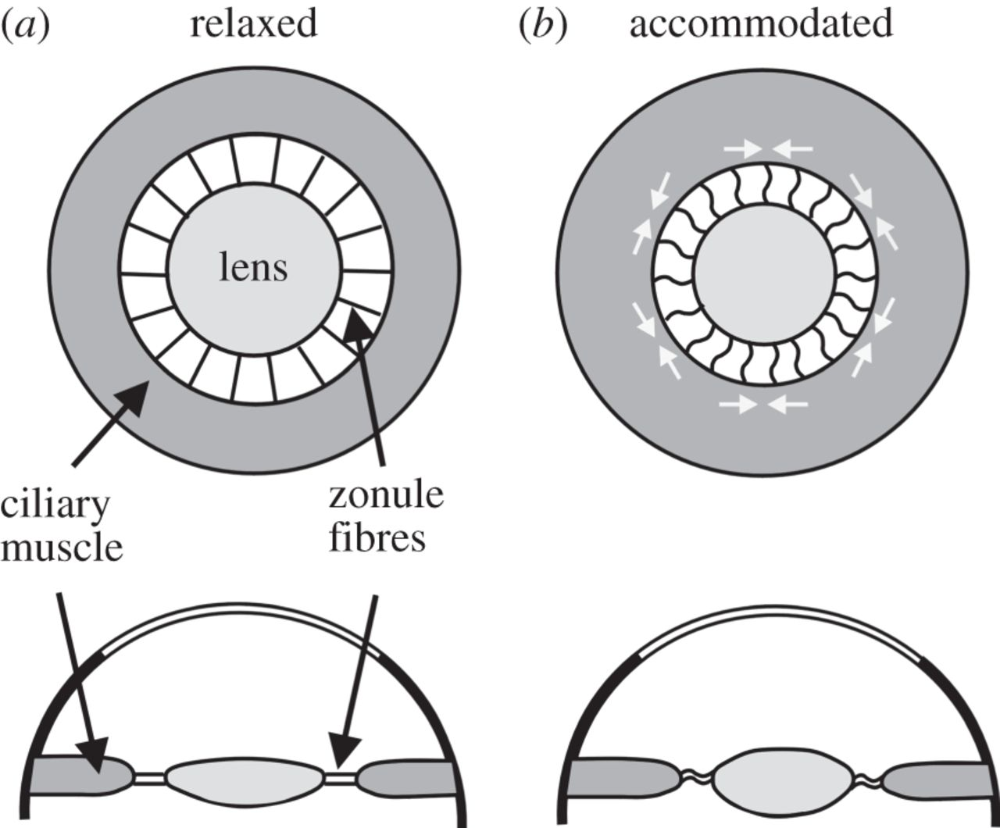 (a) relaxed
(b) accommodated
lens
ciliary
muscle
zonule
fibres